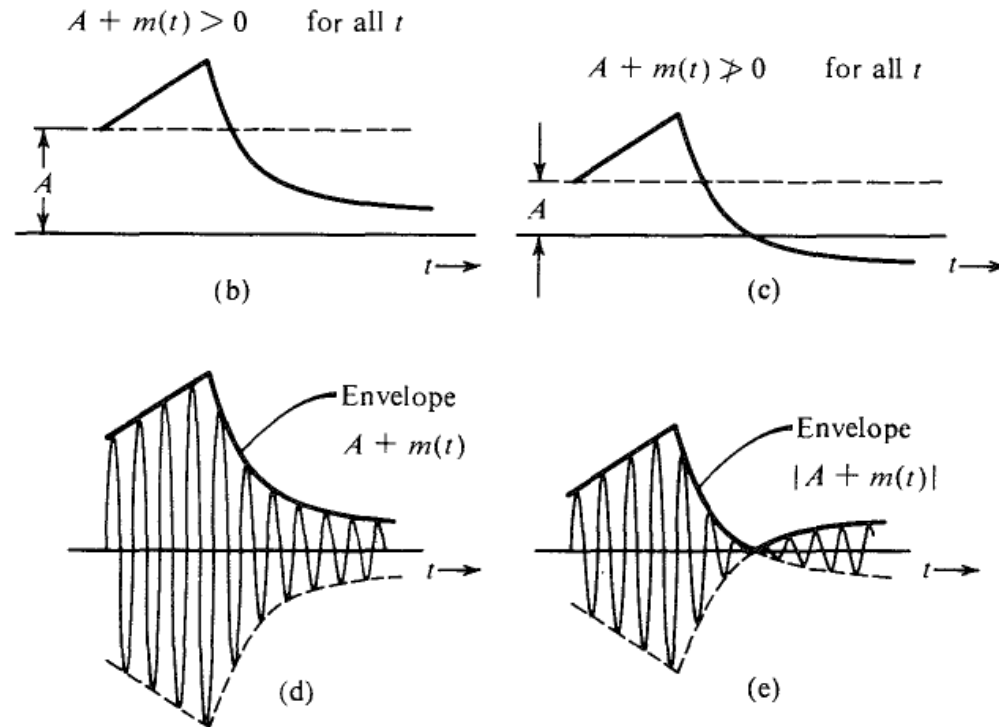 A + m(t) > 0 for all t
A
t
(b)
A + m(t) ≯ 0 for all t
A
t
(c)
Envelope
A + m(t)
t
(d)
Envelope
|A + m(t)|
t
(e)